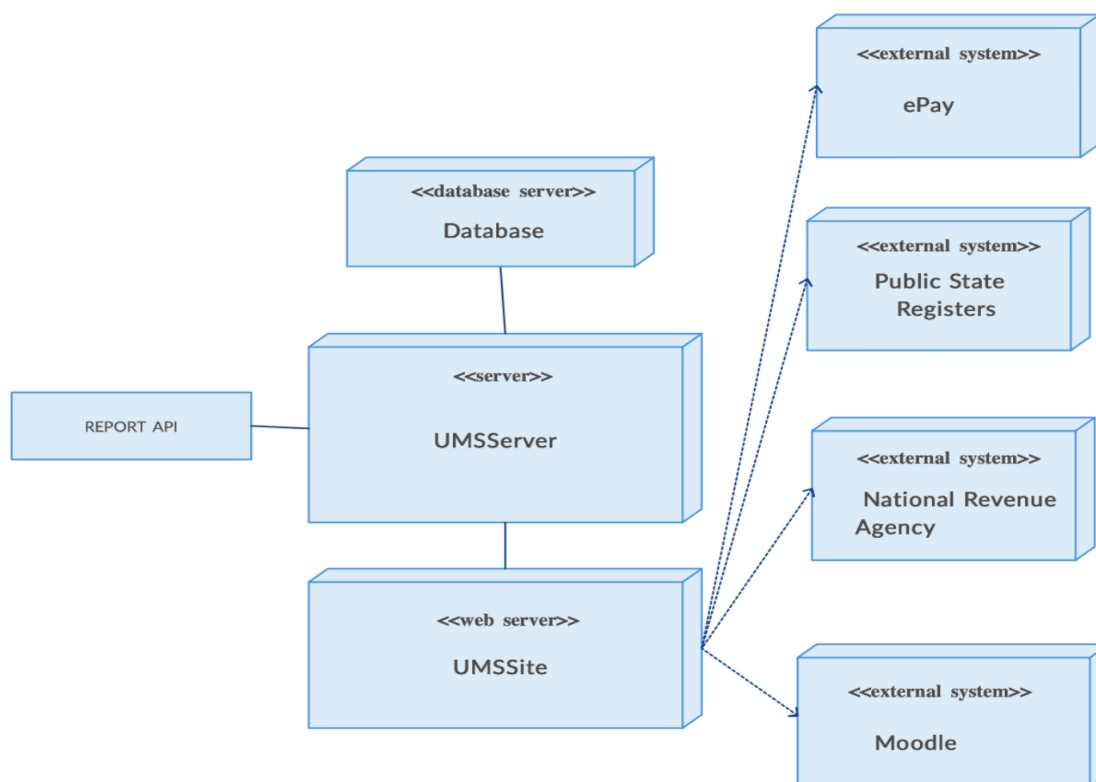 <<external system>>
ePay
<<database server>>
Database
<<external system>>
Public State
Registers
<<server>>
UMSServer
REPORT API
<<external system>>
National Revenue
Agency
<<web server>>
UMSSite
<<external system>>
Moodle